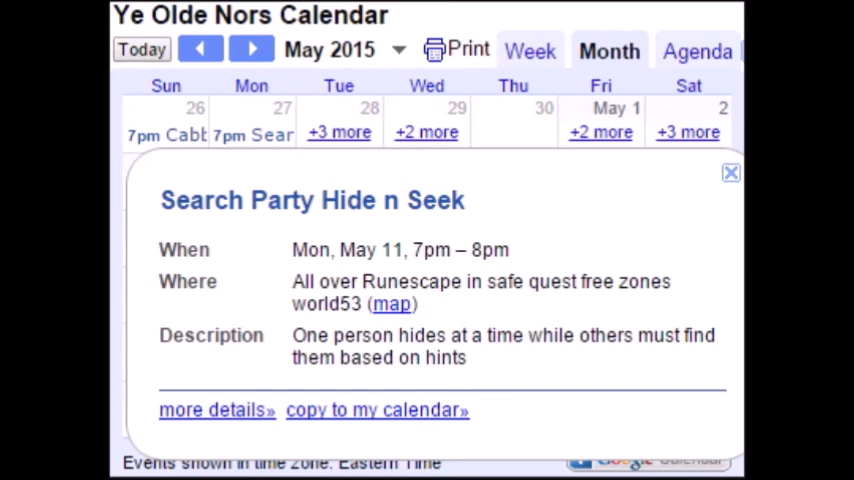 Ye Olde Nors Calendar
Today May 2015 Print Week Month Agenda
Sun Mon Tue Wed Thu Fri Sat
26 27 28 29 30 May 1 2
7pm Cabb 7pm Sear +3 more +2 more +2 more +3 more
Search Party Hide n Seek
When Mon, May 11, 7pm – 8pm
Where All over Runescape in safe quest free zones
world53 (map)
Description One person hides at a time while others must find
them based on hints
more details» copy to my calendar»
Events shown in time zone: Eastern Time Google Calendar